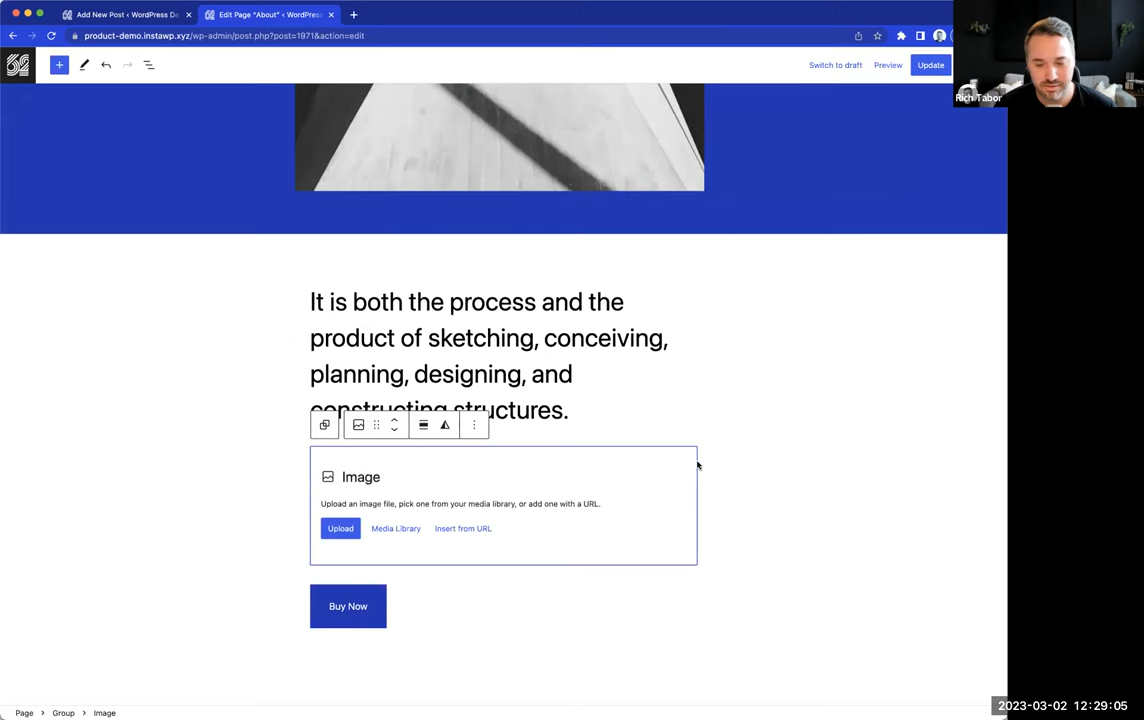 Add New Post ‹ WordPress De
Edit Page "About" ‹ WordPress
product-demo.instawp.xyz/wp-admin/post.php?post=1971&action=edit
Switch to draft
Preview
Update
Rich Tabor
It is both the process and the
product of sketching, conceiving,
planning, designing, and
constructing structures.
Image
Upload an image file, pick one from your media library, or add one with a URL.
Upload
Media Library
Insert from URL
Buy Now
Page > Group > Image
2023-03-02 12:29:05